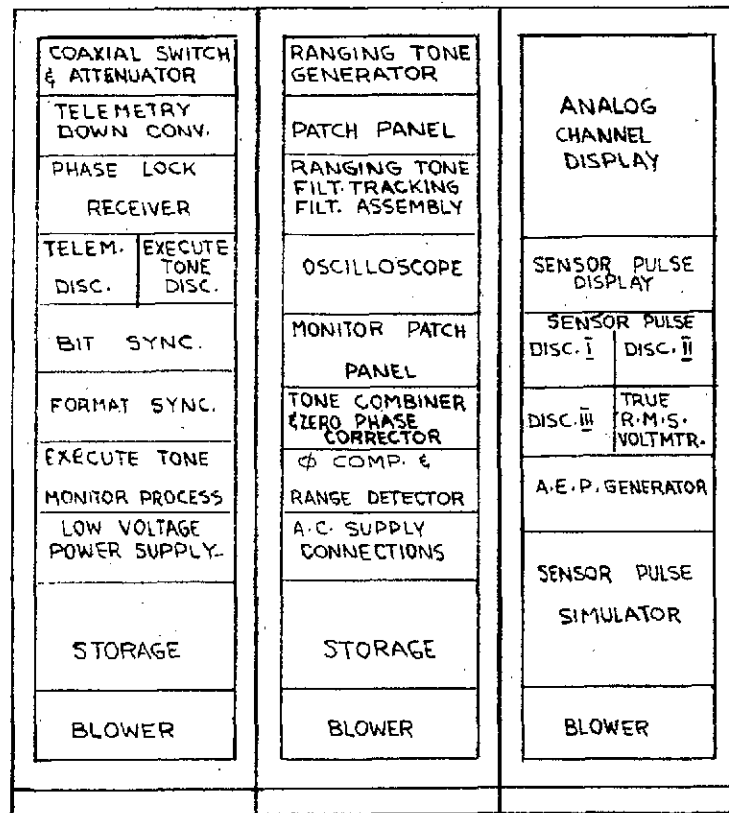 COAXIAL SWITCH
& ATTENUATOR
TELEMETRY
DOWN CONV.
PHASE LOCK
RECEIVER
TELEM.
DISC.
EXECUTE
TONE
DISC.
BIT SYNC.
FORMAT SYNC.
EXECUTE TONE
MONITOR PROCESS
LOW VOLTAGE
POWER SUPPLY
STORAGE
BLOWER
RANGING TONE
GENERATOR
PATCH PANEL
RANGING TONE
FILT. TRACKING
FILT. ASSEMBLY
OSCILLOSCOPE
MONITOR PATCH
PANEL
TONE COMBINER
& ZERO PHASE
CORRECTOR
Φ COMP. &
RANGE DETECTOR
A.C. SUPPLY
CONNECTIONS
STORAGE
BLOWER
ANALOG
CHANNEL
DISPLAY
SENSOR PULSE
DISPLAY
SENSOR PULSE
DISC. I
DISC. II
DISC. III
TRUE
R.M.S.
VOLTMTR.
A.E.P. GENERATOR
SENSOR PULSE
SIMULATOR
BLOWER